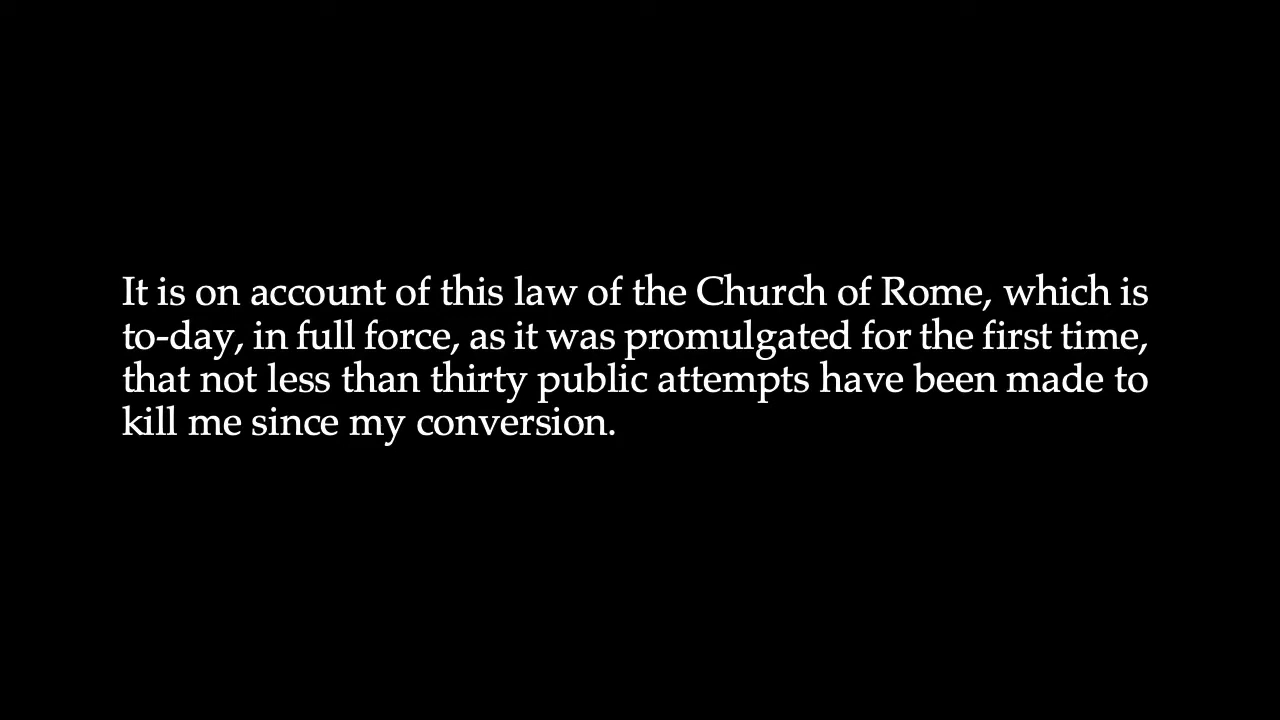 It is on account of this law of the Church of Rome, which is
to-day, in full force, as it was promulgated for the first time,
that not less than thirty public attempts have been made to
kill me since my conversion.